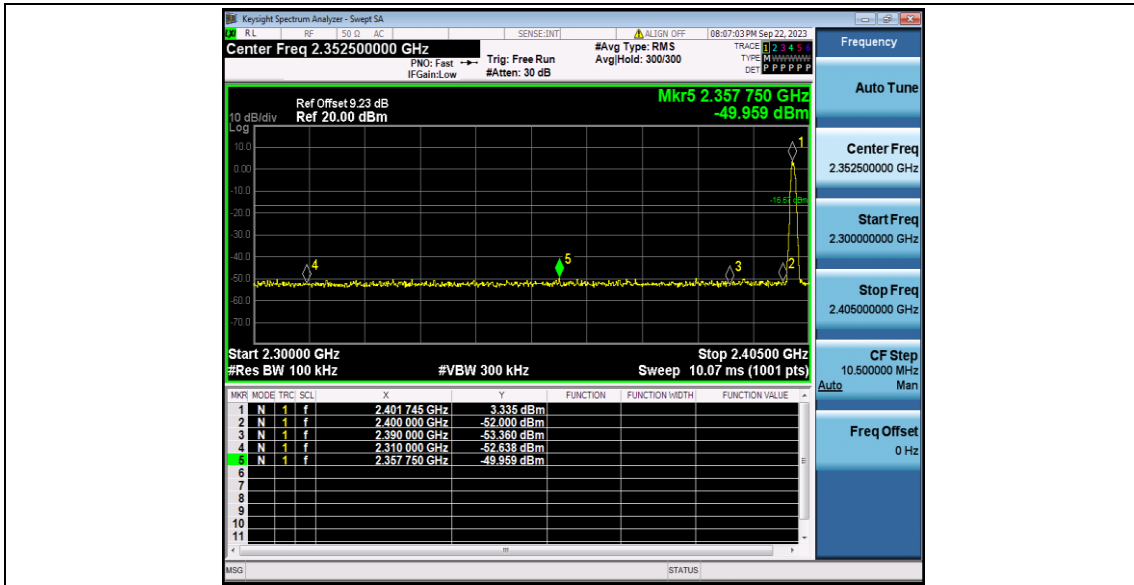 Keysight Spectrum Analyzer - Swept SA
LXI RL RF 50 Ω AC SENSE:INT ALIGN OFF 08:07:03 PM Sep 22, 2023
Center Freq 2.352500000 GHz
PNO: Fast
IFGain:Low
Trig: Free Run
#Atten: 30 dB
#Avg Type: RMS
Avg|Hold: 300/300
TRACE 1 2 3 4 5 6
TYPE M WWWWW
DET P P P P P P
Ref Offset 9.23 dB
10 dB/div Ref 20.00 dBm
Log
Mkr5 2.357 750 GHz
-49.959 dBm
10.0
0.00
-10.0
-20.0
-30.0
-40.0
-50.0
-60.0
-70.0
1
4
5
3
2
Start 2.30000 GHz Stop 2.40500 GHz
#Res BW 100 kHz #VBW 300 kHz Sweep 10.07 ms (1001 pts)
MKR MODE TRC SCL X Y FUNCTION FUNCTION WIDTH FUNCTION VALUE
1 N 1 f 2.401 745 GHz 3.335 dBm
2 N 1 f 2.400 000 GHz -52.000 dBm
3 N 1 f 2.390 000 GHz -53.360 dBm
4 N 1 f 2.310 000 GHz -52.638 dBm
5 N 1 f 2.357 750 GHz -49.959 dBm
6
7
8
9
10
11
MSG STATUS
Frequency
Auto Tune
Center Freq
2.352500000 GHz
Start Freq
2.300000000 GHz
Stop Freq
2.405000000 GHz
CF Step
10.500000 MHz
Auto Man
Freq Offset
0 Hz